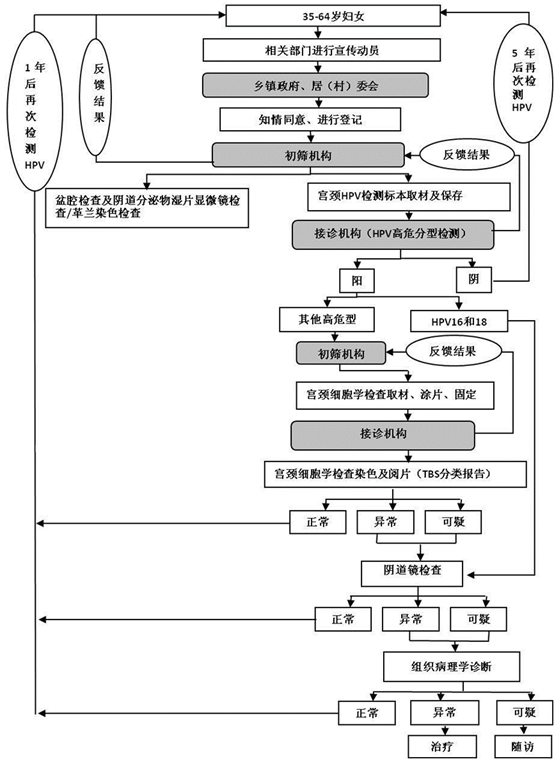 35-64岁妇女
1年
后
再
次
检
测
HPV
反
馈
结
果
5 年
后再
次检
测
HPV
相关部门进行宣传动员
乡镇政府、居（村）委会
知情同意、进行登记
初筛机构
反馈结果
盆腔检查及阴道分泌物湿片显微镜检
查/革兰染色检查
宫颈HPV检测标本取材及保存
接诊机构（HPV高危分型检测）
阳
阴
其他高危型
HPV16和18
初筛机构
反馈结果
宫颈细胞学检查取材、涂片、固定
接诊机构
宫颈细胞学检查染色及阅片（TBS分类报告）
正常
异常
可疑
阴道镜检查
正常
异常
可疑
组织病理学诊断
正常
异常
可疑
治疗
随访